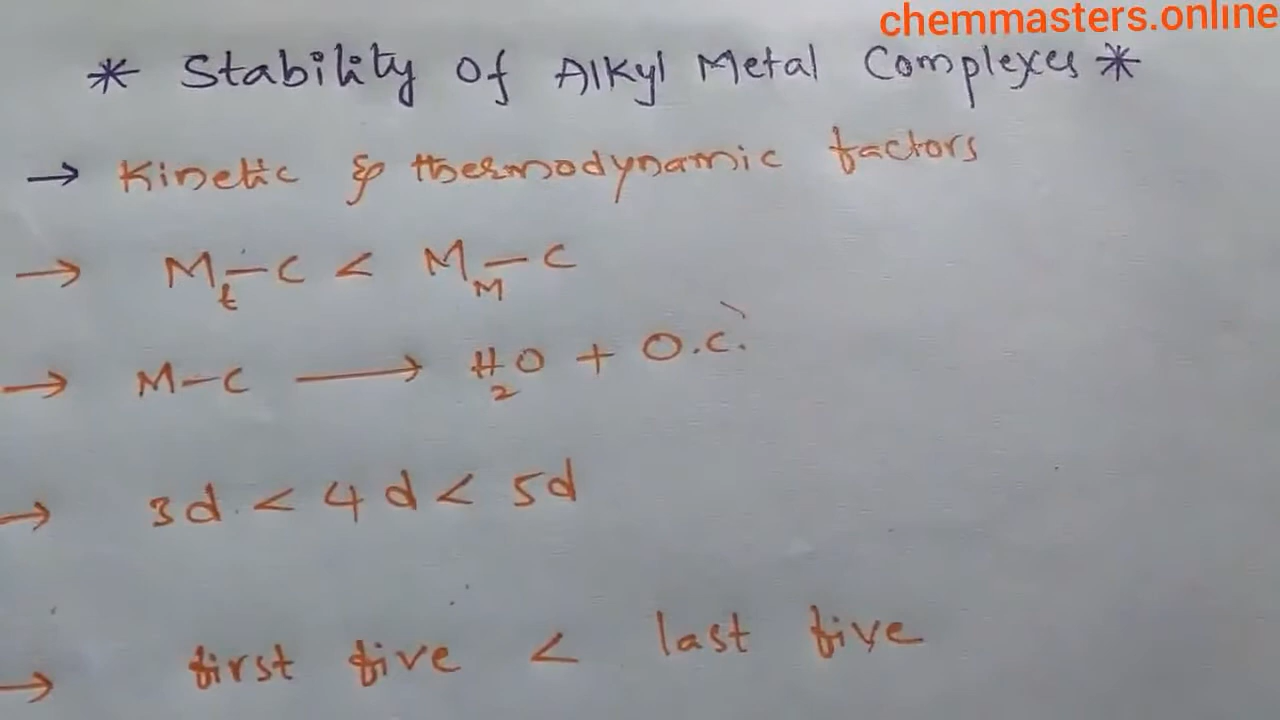 chemmasters.online
* Stability Of Alkyl Metal Complexes *
→ Kinetic & thermodynamic factors
→ Mt-C < MM-C
→ M-C ⟶ H2O + O.C.
→ 3d < 4d < 5d
→ first five < last five